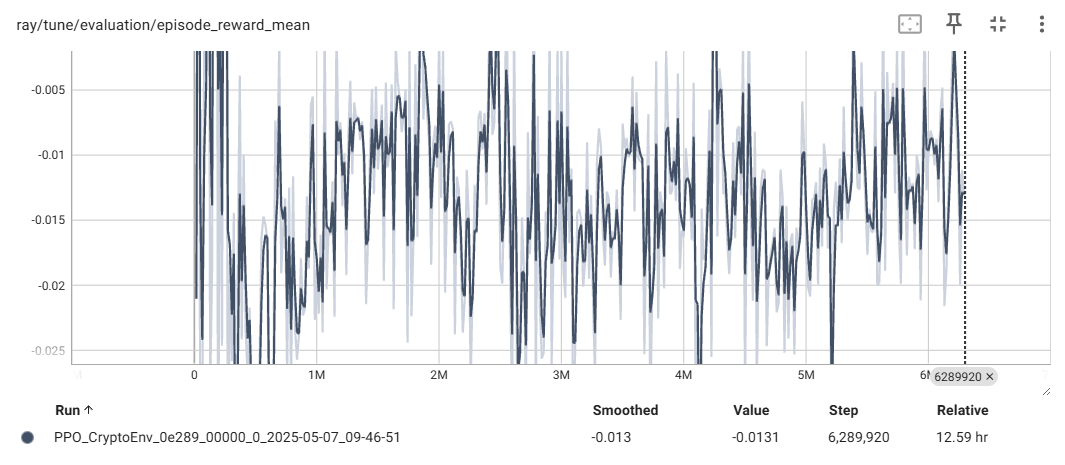 ray/tune/evaluation/episode_reward_mean
-0.005
-0.01
-0.015
-0.02
-0.025
0 1M 2M 3M 4M 5M 6M 6289920 ×
Run ↑ Smoothed Value Step Relative
PPO_CryptoEnv_0e289_00000_0_2025-05-07_09-46-51 -0.013 -0.0131 6,289,920 12.59 hr